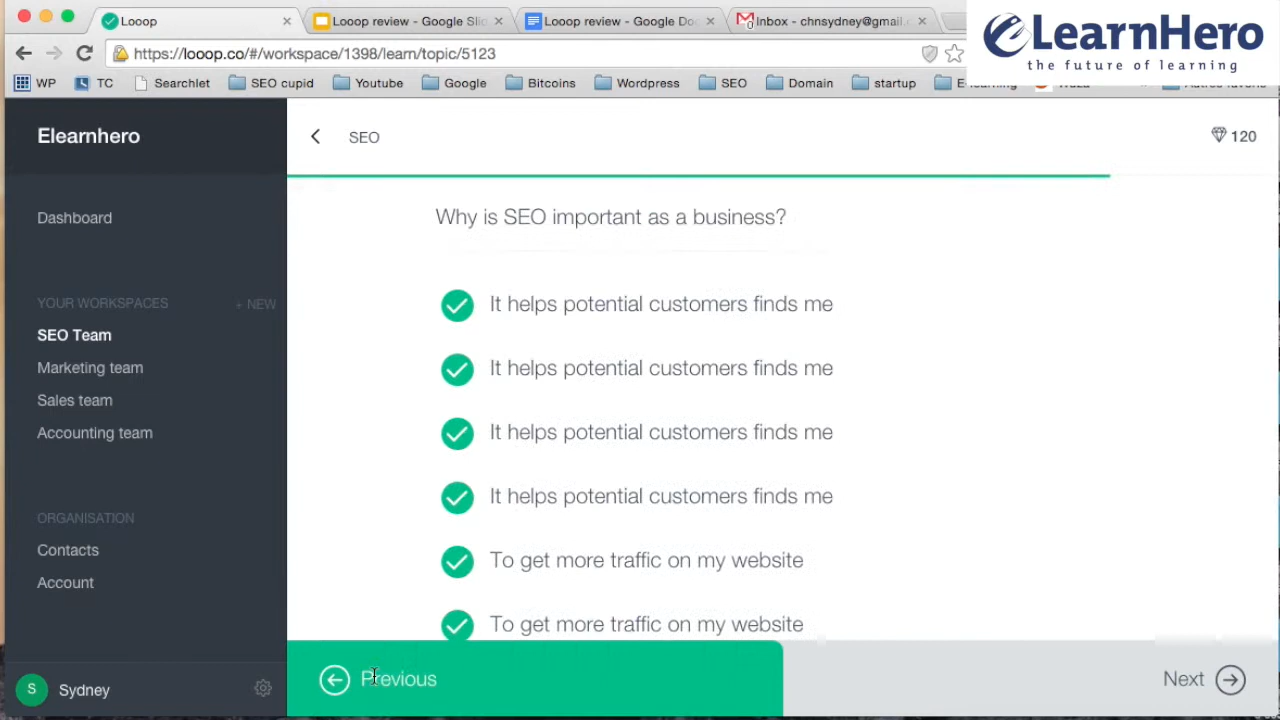 Looop
Looop review - Google Slic
Looop review - Google Do
Inbox - chnsydney@gmail.
eLearnHero
the future of learning
https://looop.co/#/workspace/1398/learn/topic/5123
WP
TC
Searchlet
SEO cupid
Youtube
Google
Bitcoins
Wordpress
SEO
Domain
startup
Elearnhero
SEO
120
Dashboard
Why is SEO important as a business?
YOUR WORKSPACES
+ NEW
SEO Team
Marketing team
Sales team
Accounting team
It helps potential customers finds me
It helps potential customers finds me
It helps potential customers finds me
It helps potential customers finds me
To get more traffic on my website
To get more traffic on my website
ORGANISATION
Contacts
Account
S
Sydney
Previous
Next